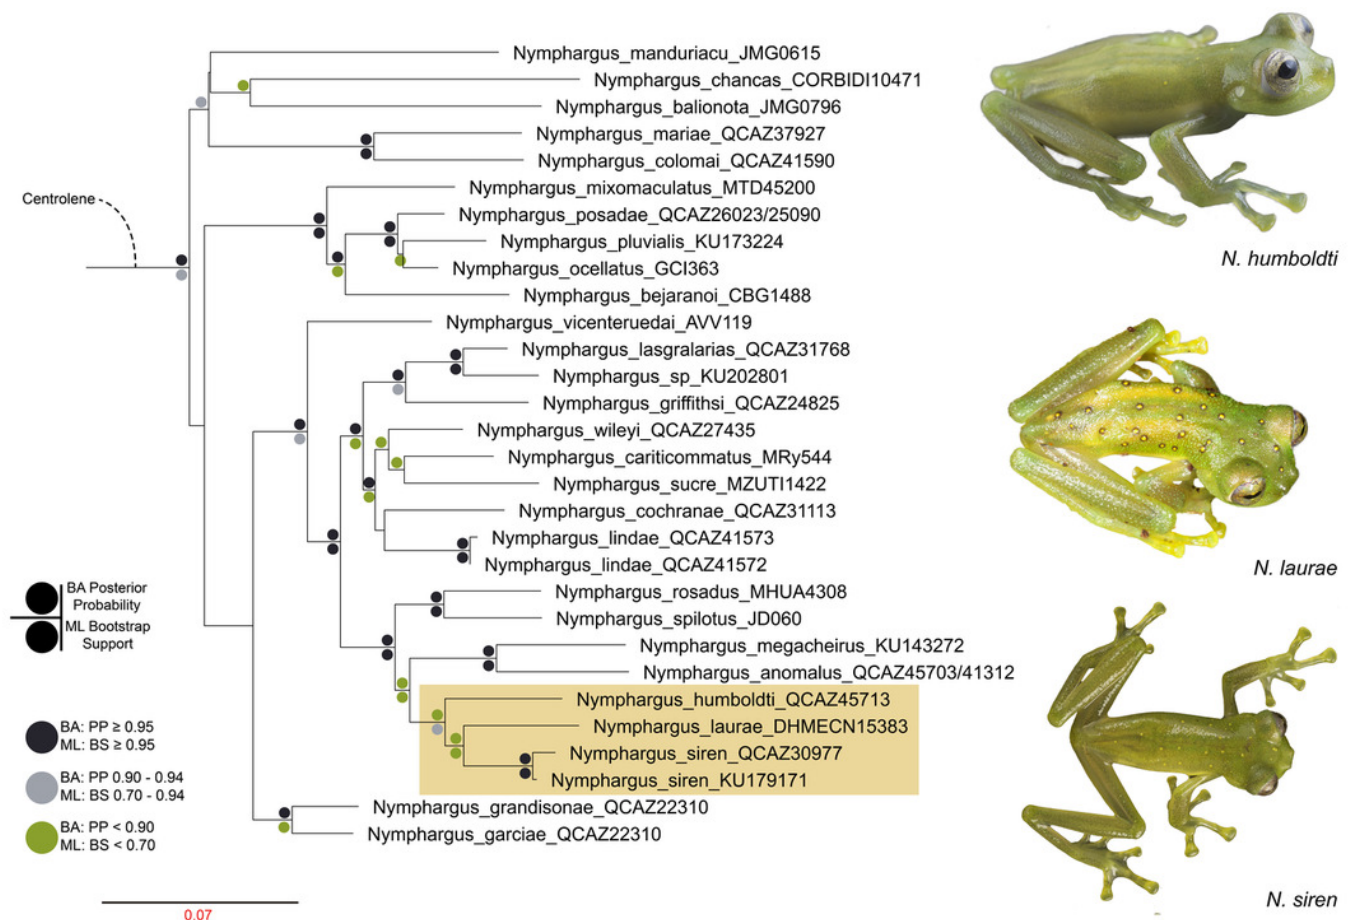 Nymphargus_manduriacu_JMG0615
Nymphargus_chancas_CORBIDI10471
Nymphargus_balionota_JMG0796
Nymphargus_mariae_QCAZ37927
Nymphargus_colomai_QCAZ41590
Nymphargus_mixomaculatus_MTD45200
Centrolene
Nymphargus_posadae_QCAZ26023/25090
Nymphargus_pluvialis_KU173224
N. humboldti
Nymphargus_ocellatus_GCI363
Nymphargus_bejaranoi_CBG1488
Nymphargus_vicenteruedai_AVV119
Nymphargus_lasgralarias_QCAZ31768
Nymphargus_sp_KU202801
Nymphargus_griffithsi_QCAZ24825
Nymphargus_wileyi_QCAZ27435
Nymphargus_cariticommatus_MRy544
Nymphargus_sucre_MZUTI1422
Nymphargus_cochranae_QCAZ31113
Nymphargus_lindae_QCAZ41573
Nymphargus_lindae_QCAZ41572
N. laurae
BA Posterior
Probability
ML Bootstrap
Support
Nymphargus_rosadus_MHUA4308
Nymphargus_spilotus_JD060
Nymphargus_megacheirus_KU143272
Nymphargus_anomalus_QCAZ45703/41312
Nymphargus_humboldti_QCAZ45713
Nymphargus_laurae_DHMECN15383
Nymphargus_siren_QCAZ30977
Nymphargus_siren_KU179171
Nymphargus_grandisonae_QCAZ22310
Nymphargus_garciae_QCAZ22310
BA: PP ≥ 0.95
ML: BS ≥ 0.95
BA: PP 0.90 - 0.94
ML: BS 0.70 - 0.94
BA: PP < 0.90
ML: BS < 0.70
N. siren
0.07